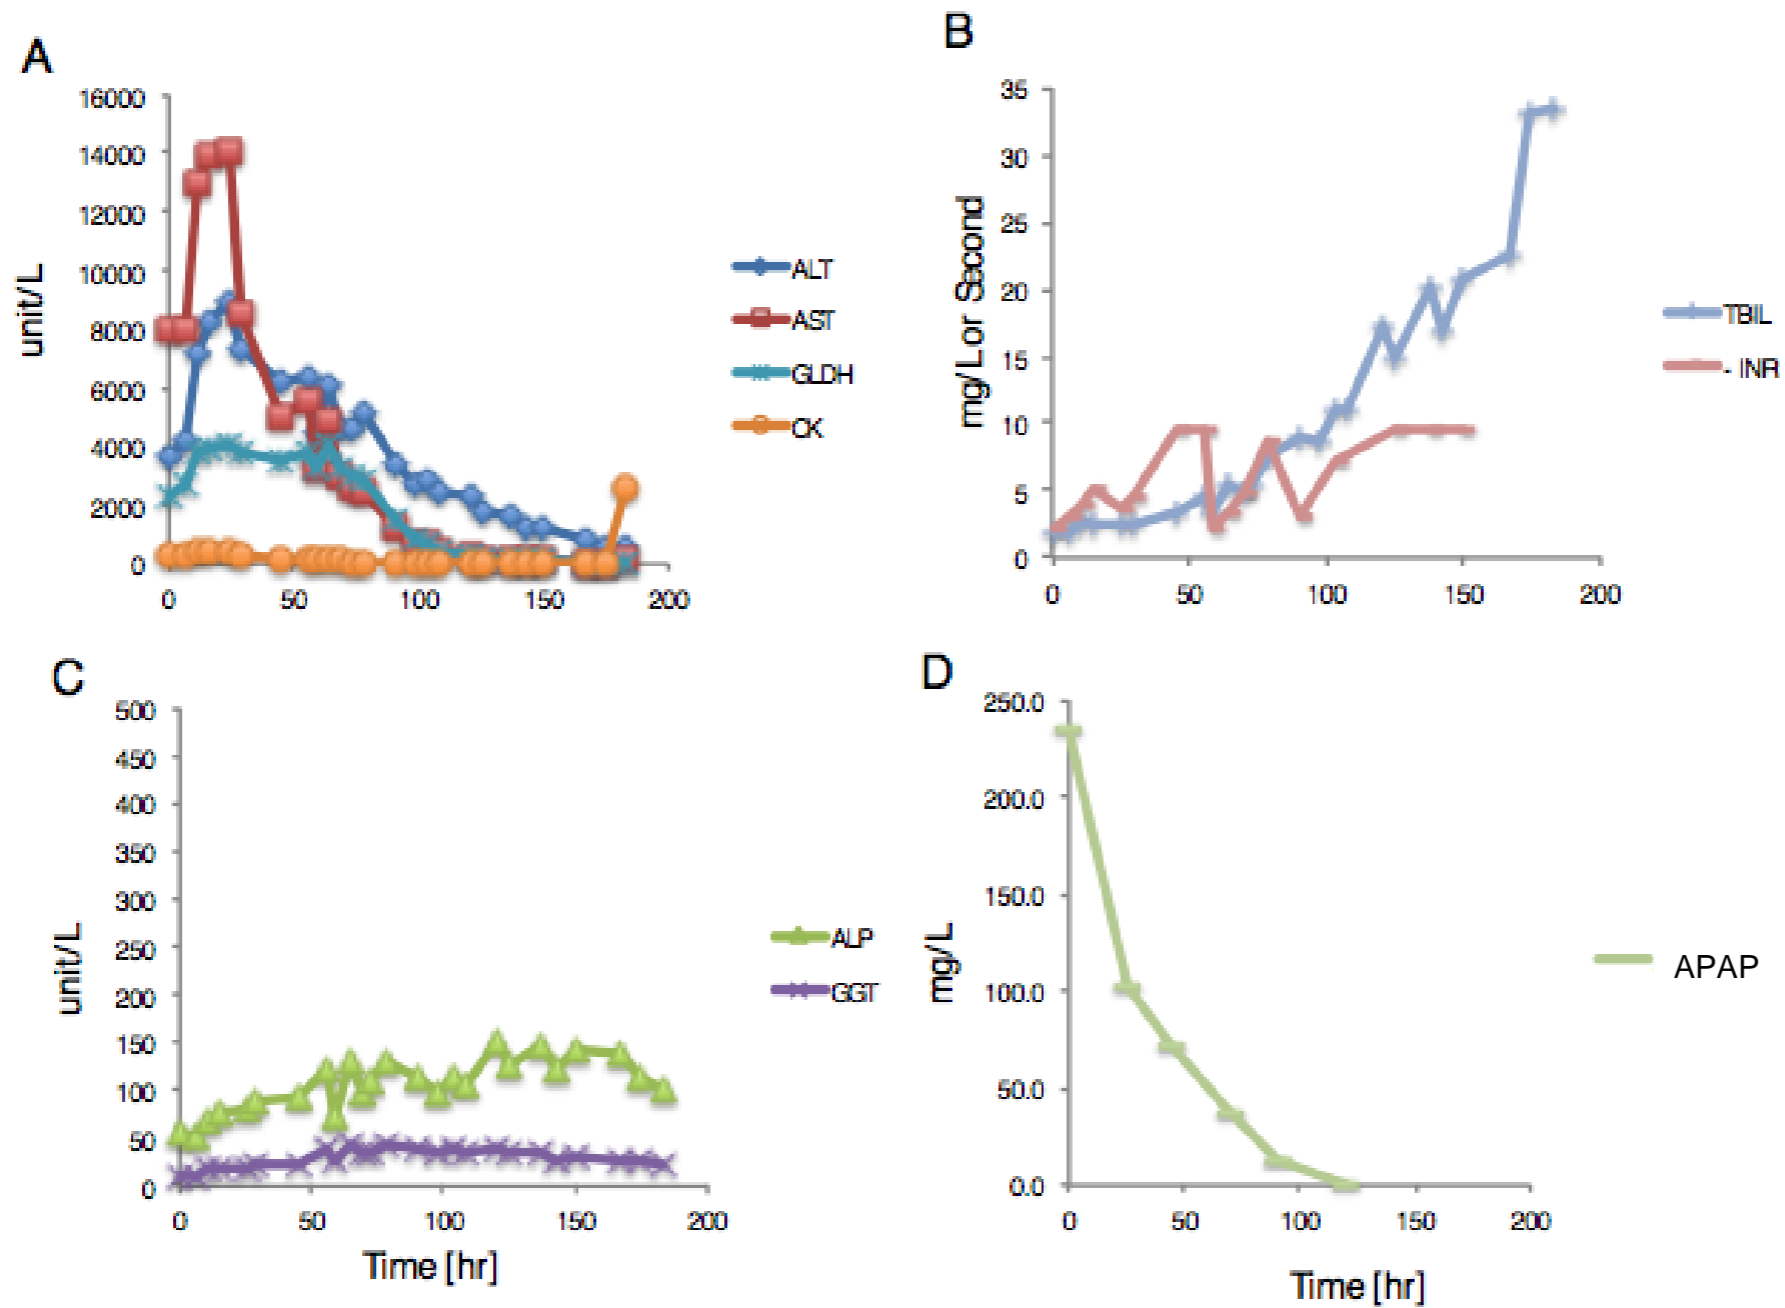 A
16000
14000
12000
10000
8000
6000
4000
2000
0
0 50 100 150 200
unit/L
ALT
AST
GLDH
CK
B
35
30
25
20
15
10
5
0
0 50 100 150 200
mg/L or Second
TBIL
- INR
C
500
450
400
350
300
250
200
150
100
50
0
0 50 100 150 200
unit/L
Time [hr]
ALP
GGT
D
250.0
200.0
150.0
100.0
50.0
0.0
0 50 100 150 200
mg/L
Time [hr]
APAP